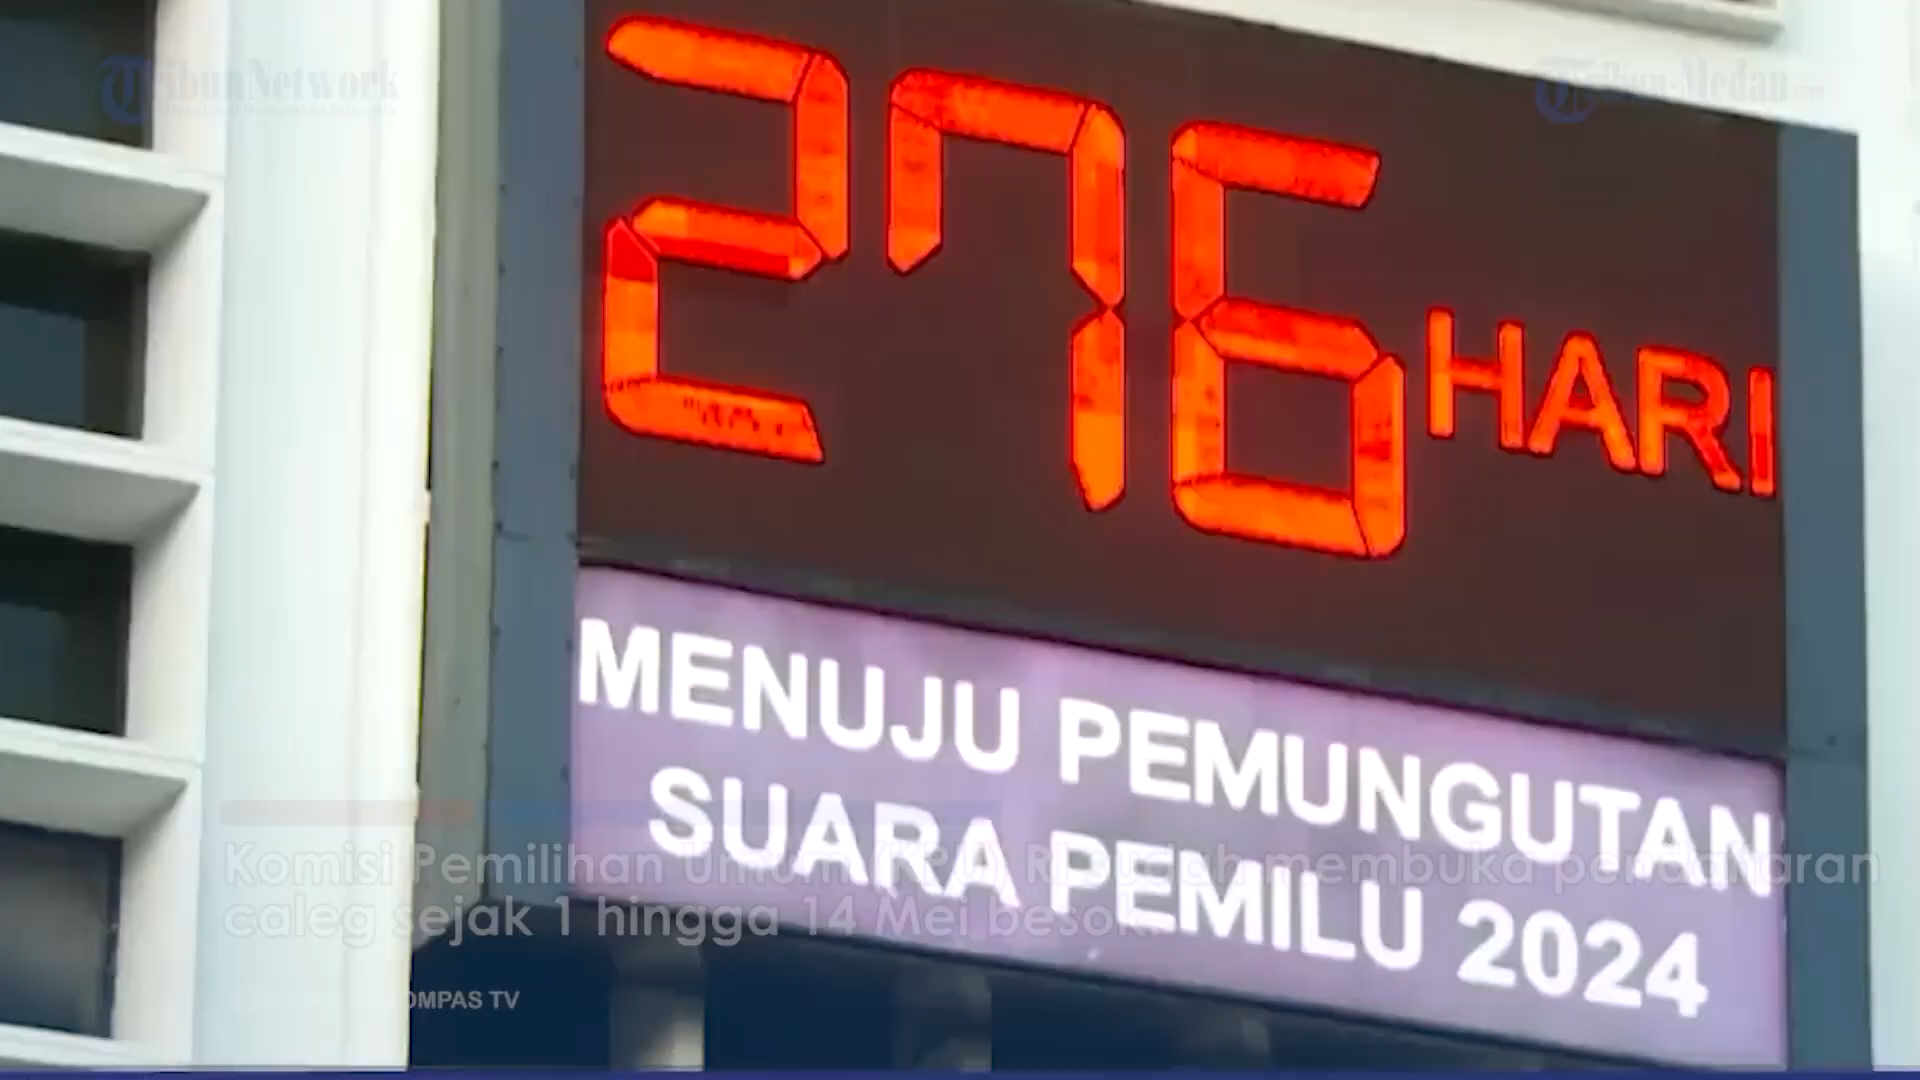 TribunNetwork
Tribun-Medan.com
276 HARI
MENUJU PEMUNGUTAN
SUARA PEMILU 2024
Komisi Pemilihan Umum (KPU) RI sudah membuka pendaftaran
caleg sejak 1 hingga 14 Mei besok.
KOMPAS TV